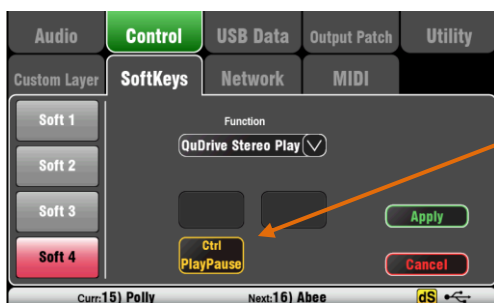 Audio
Control
USB Data
Output Patch
Utility
Custom Layer
SoftKeys
Network
MIDI
Soft 1
Function
QuDrive Stereo Play
Soft 2
Soft 3
Apply
Soft 4
Ctrl
PlayPause
Cancel
Curr:15) Polly
Next:16) Abee
dS